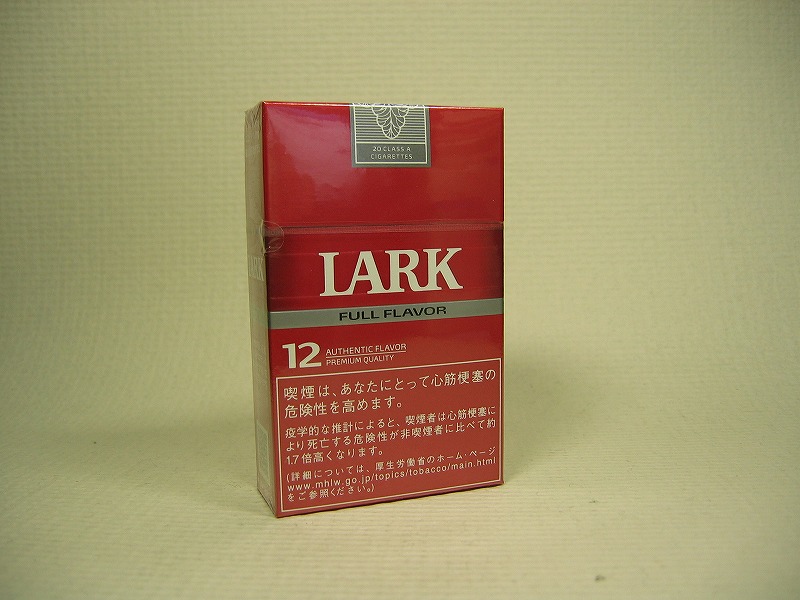 20 CLASS A
CIGARETTES
LARK
LARK
FULL FLAVOR
12
AUTHENTIC FLAVOR
PREMIUM QUALITY
喫煙は、あなたにとって心筋梗塞の
危険性を高めます。
疫学的な推計によると、喫煙者は心筋梗塞に
より死亡する危険性が非喫煙者に比べて約
1.7倍高くなります。
(詳細については、厚生労働省のホーム・ページ
www.mhlw.go.jp/topics/tobacco/main.html
をご参照ください。)